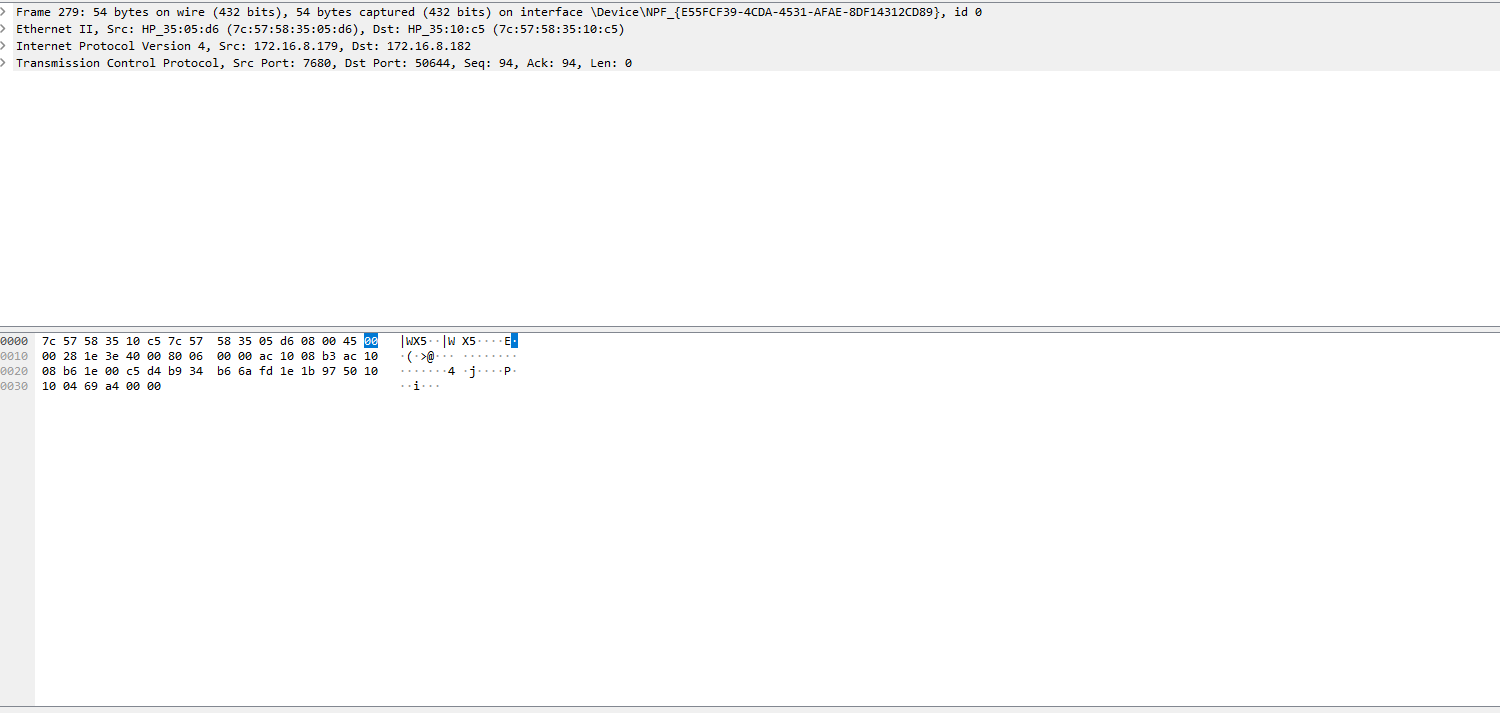 Frame 279: 54 bytes on wire (432 bits), 54 bytes captured (432 bits) on interface \Device\NPF_{E55FCF39-4CDA-4531-AFAE-8DF14312CD89}, id 0
Ethernet II, Src: HP_35:05:d6 (7c:57:58:35:05:d6), Dst: HP_35:10:c5 (7c:57:58:35:10:c5)
Internet Protocol Version 4, Src: 172.16.8.179, Dst: 172.16.8.182
Transmission Control Protocol, Src Port: 7680, Dst Port: 50644, Seq: 94, Ack: 94, Len: 0
0000 7c 57 58 35 10 c5 7c 57 58 35 05 d6 08 00 45 00 |WX5··|W X5····E·
0010 00 28 1e 3e 40 00 80 06 00 00 ac 10 08 b3 ac 10 ·(·>@··· ········
0020 08 b6 1e 00 c5 d4 b9 34 b6 6a fd 1e 1b 97 50 10 ·······4 ·j····P·
0030 10 04 69 a4 00 00 ··i···